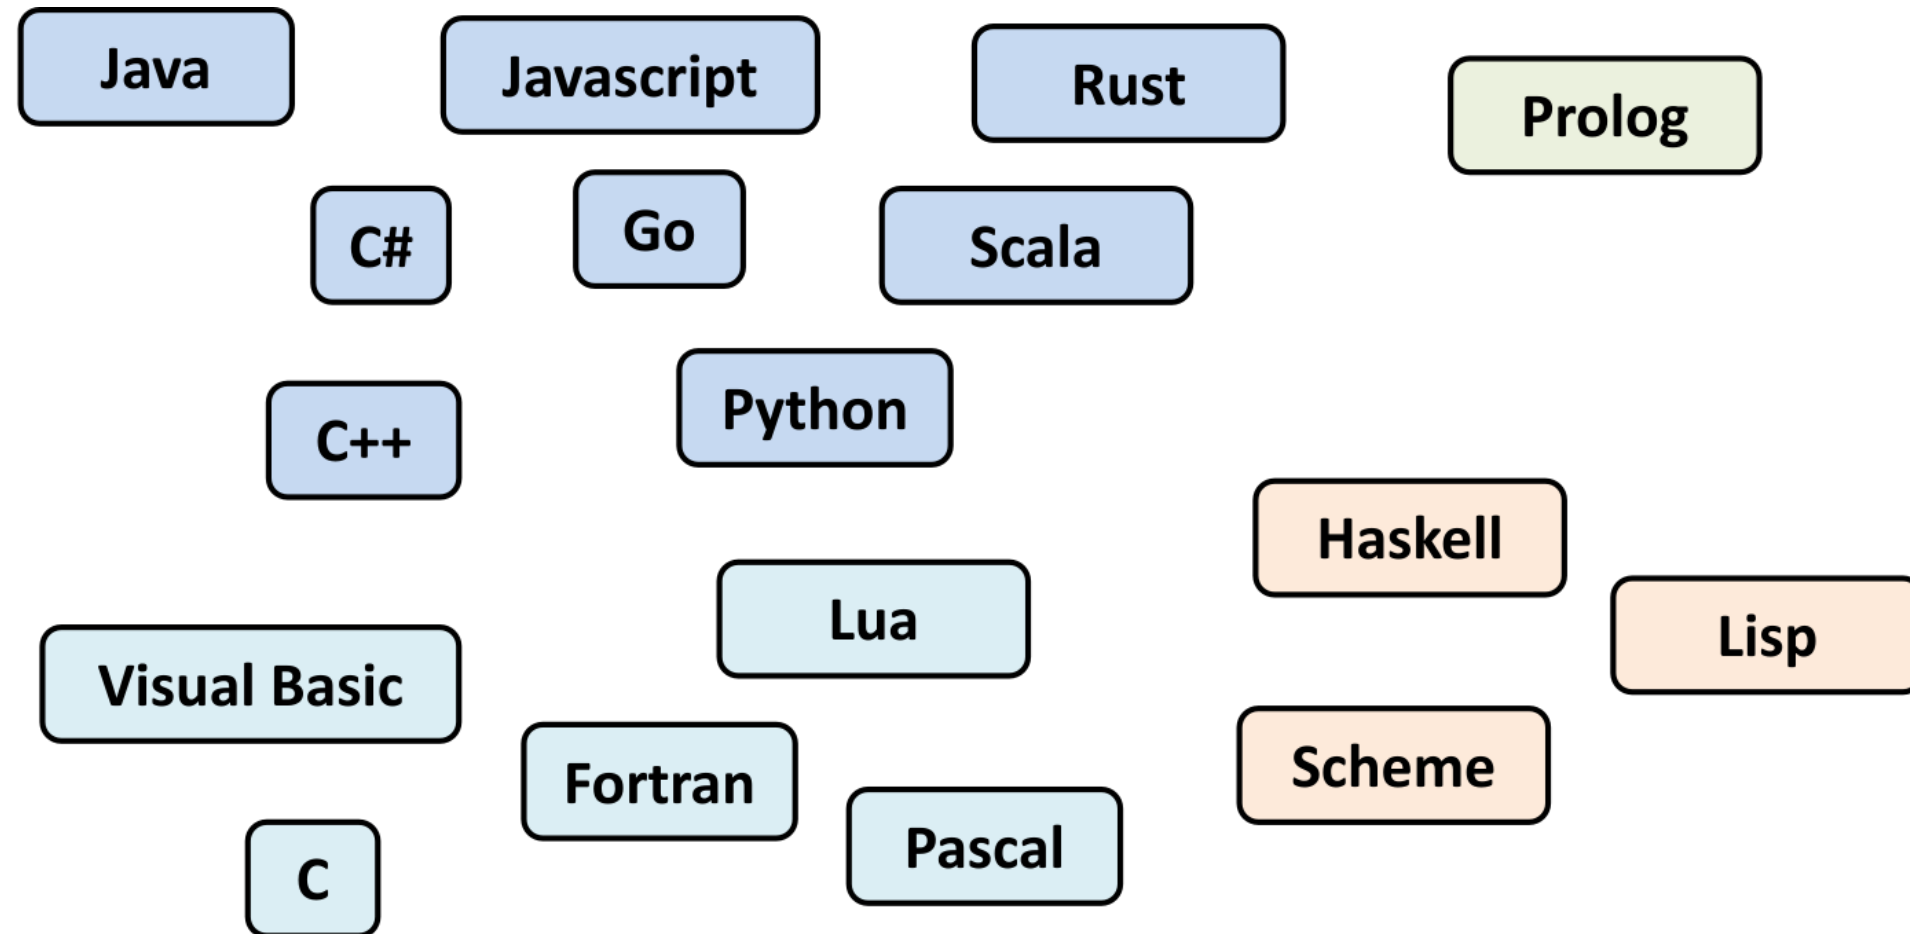 Java
Javascript
Rust
Prolog
C#
Go
Scala
Python
C++
Haskell
Lua
Lisp
Visual Basic
Fortran
Scheme
Pascal
C